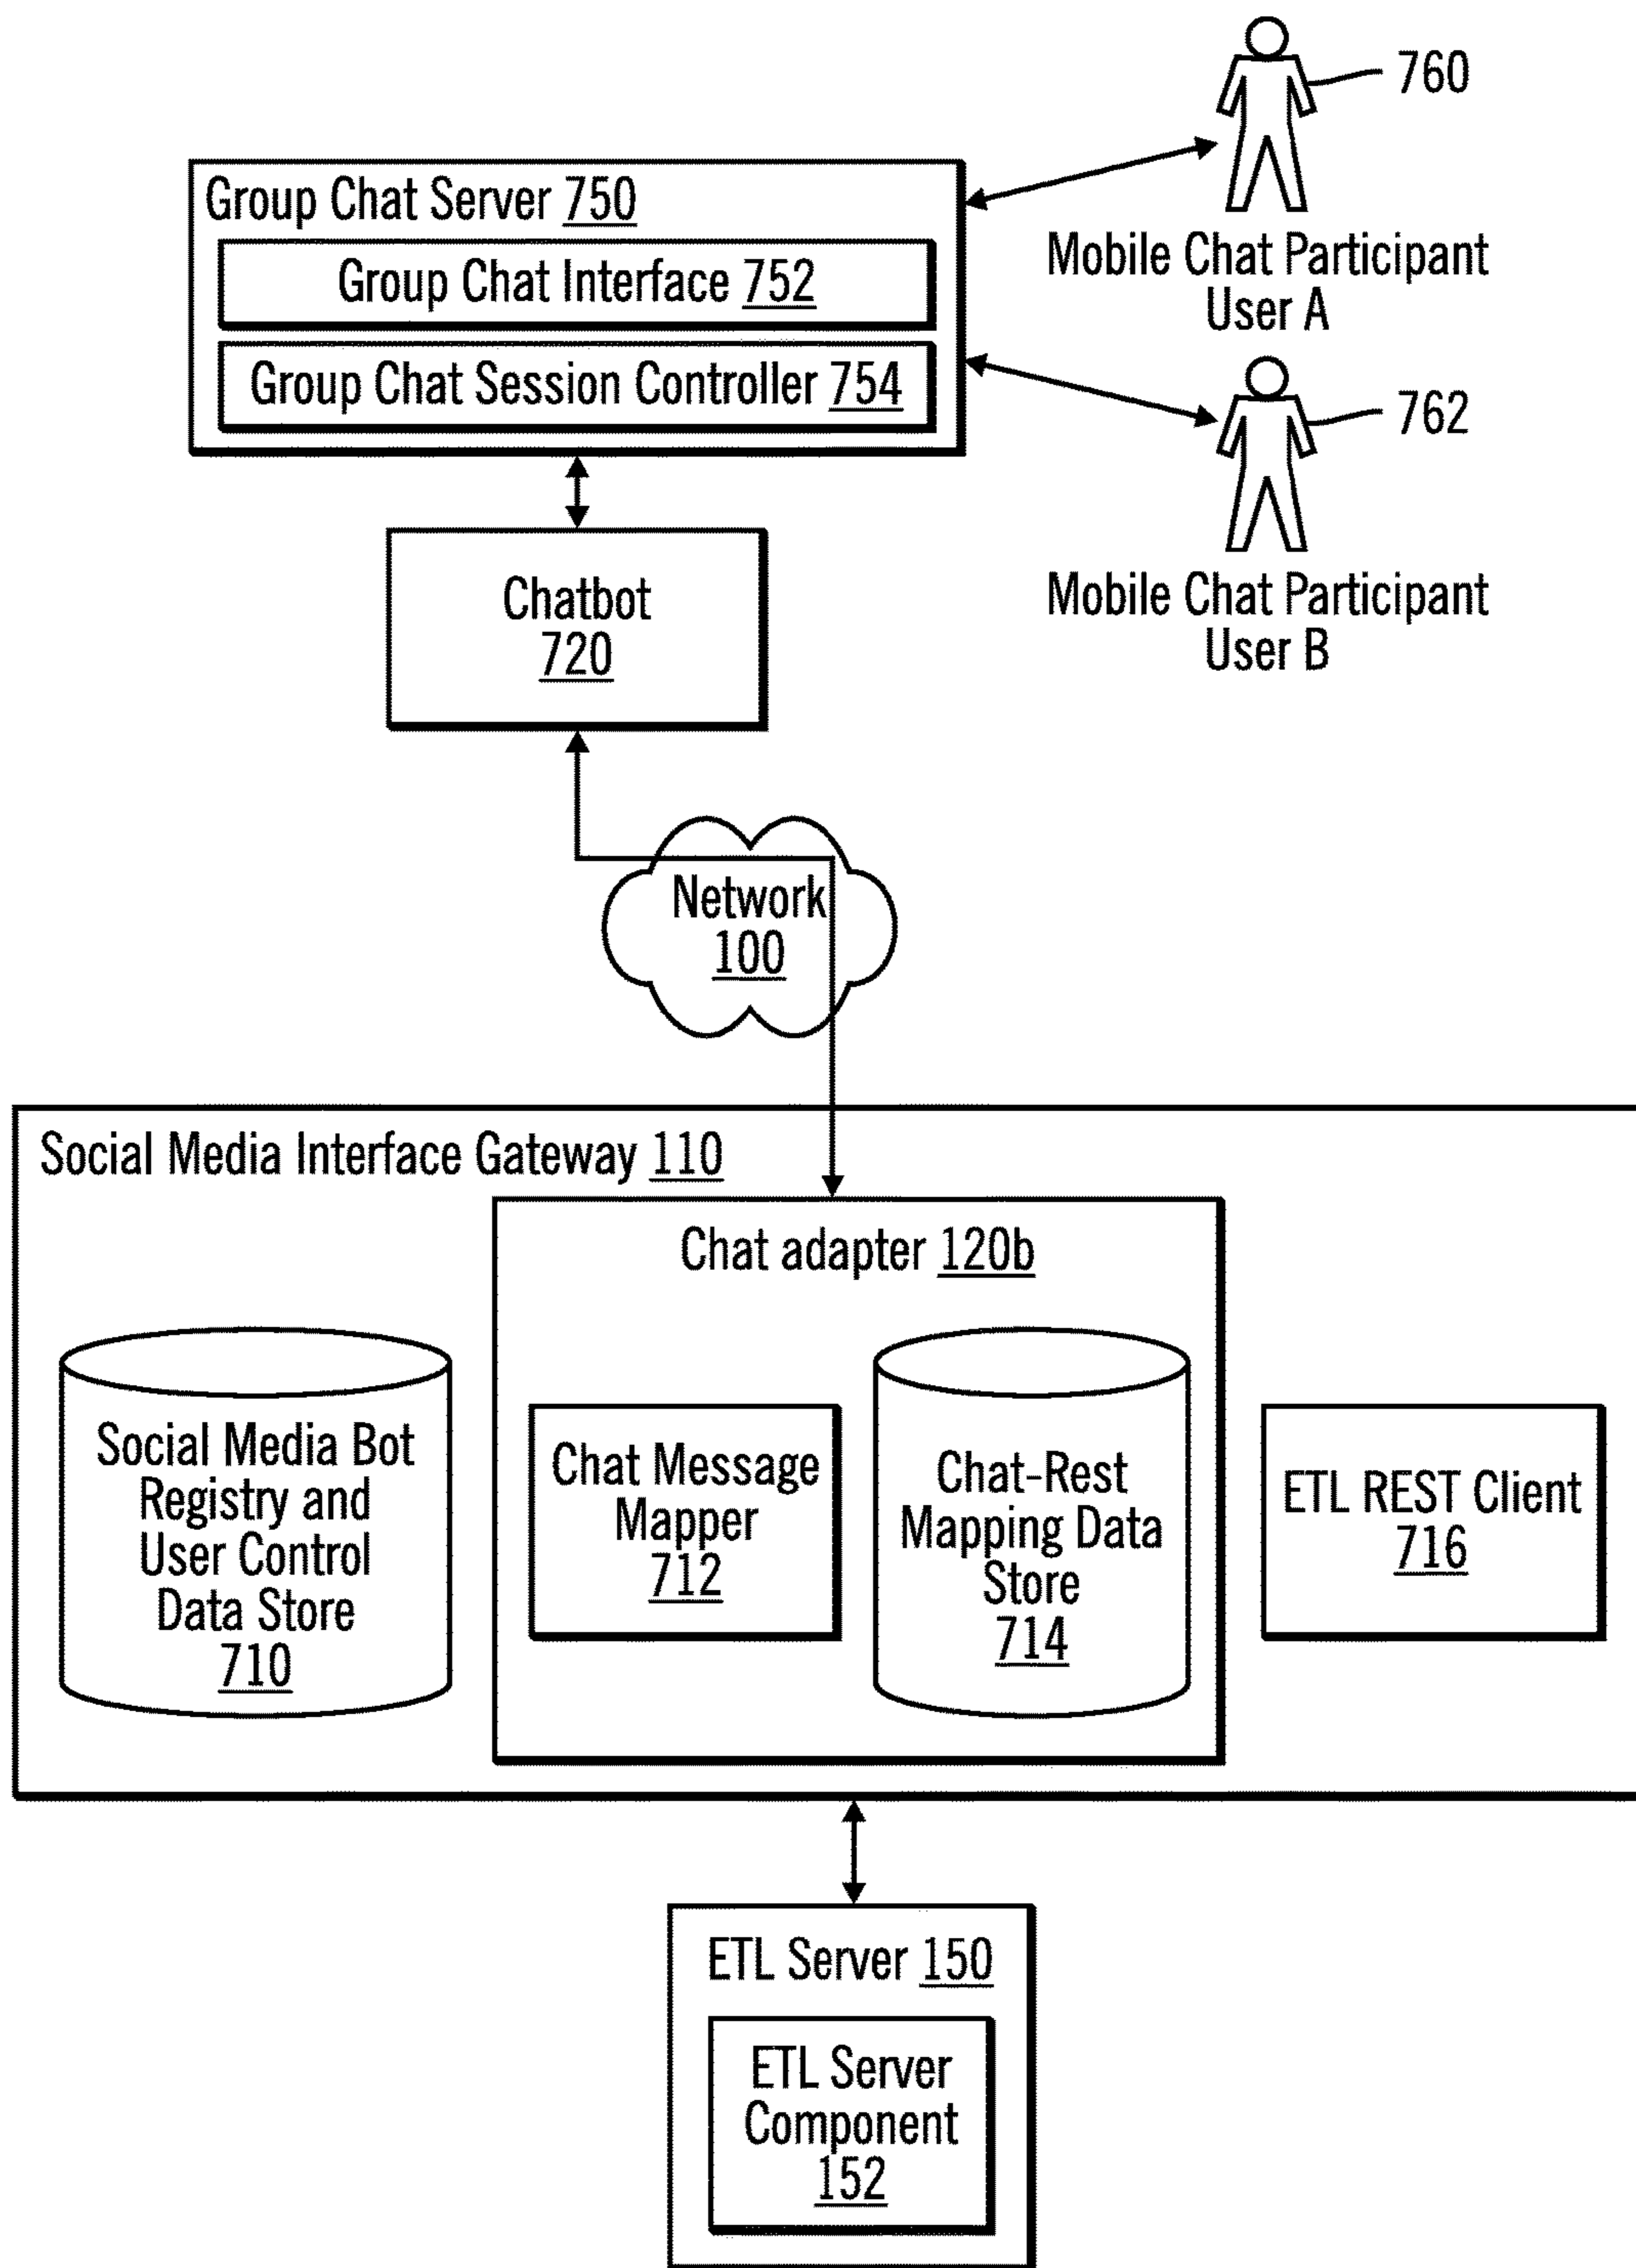 760
Group Chat Server 750
Group Chat Interface 752
Group Chat Session Controller 754
Mobile Chat Participant
User A
762
Mobile Chat Participant
User B
Chatbot
720
Network
100
Social Media Interface Gateway 110
Chat adapter 120b
Social Media Bot
Registry and
User Control
Data Store
710
Chat Message
Mapper
712
Chat-Rest
Mapping Data
Store
714
ETL REST Client
716
ETL Server 150
ETL Server
Component
152